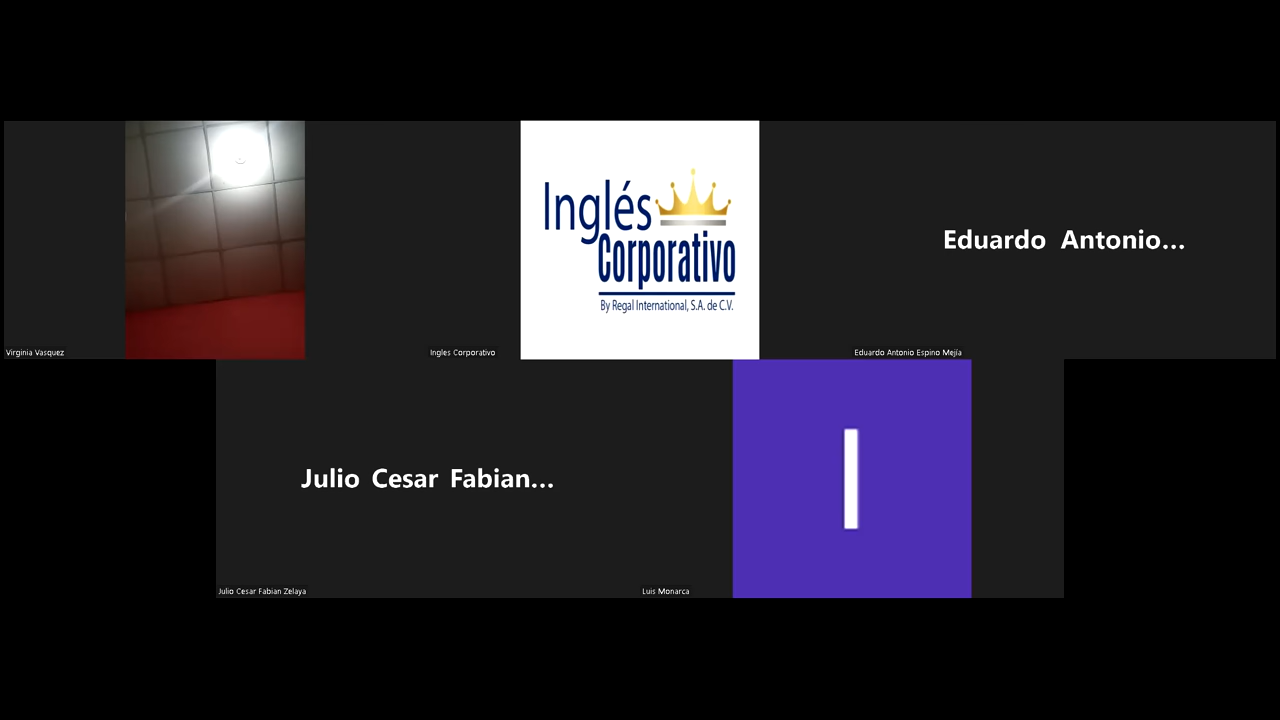 Inglés
Corporativo
By Regal International, S.A. de C.V.
Eduardo Antonio...
Virginia Vasquez
Ingles Corporativo
Eduardo Antonio Espino Mejía
Julio Cesar Fabian...
l
Julio Cesar Fabian Zelaya
Luis Monarca